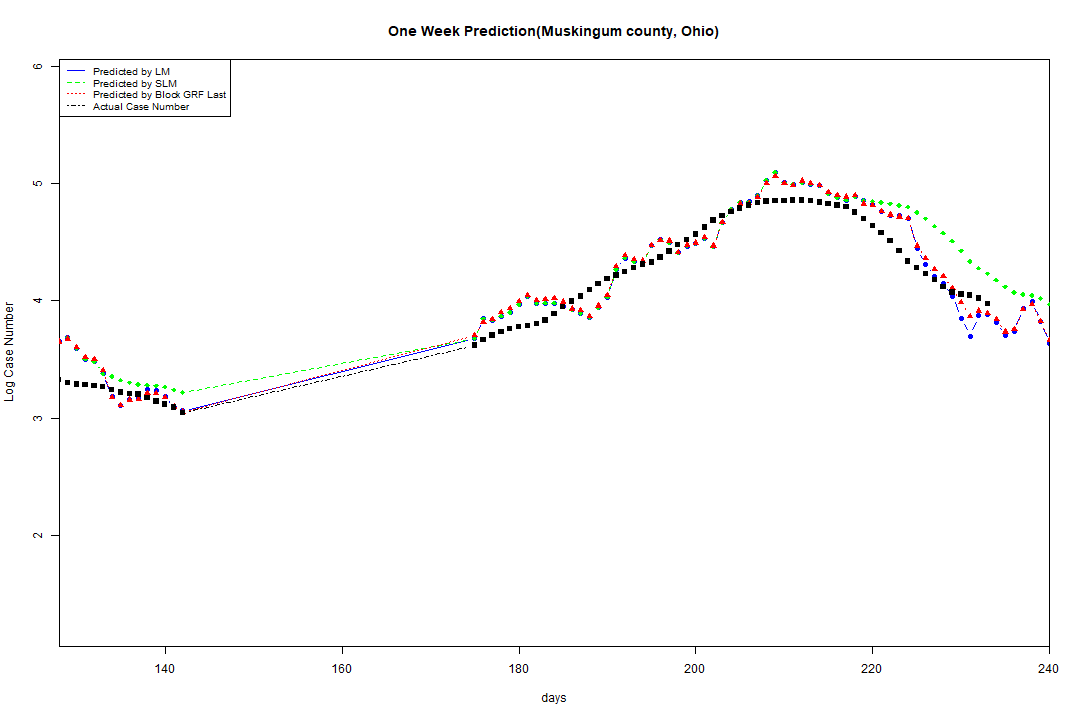 One Week Prediction(Muskingum county, Ohio)
Predicted by LM
Predicted by SLM
Predicted by Block GRF Last
Actual Case Number
6
5
4
3
2
Log Case Number
140 160 180 200 220 240
days